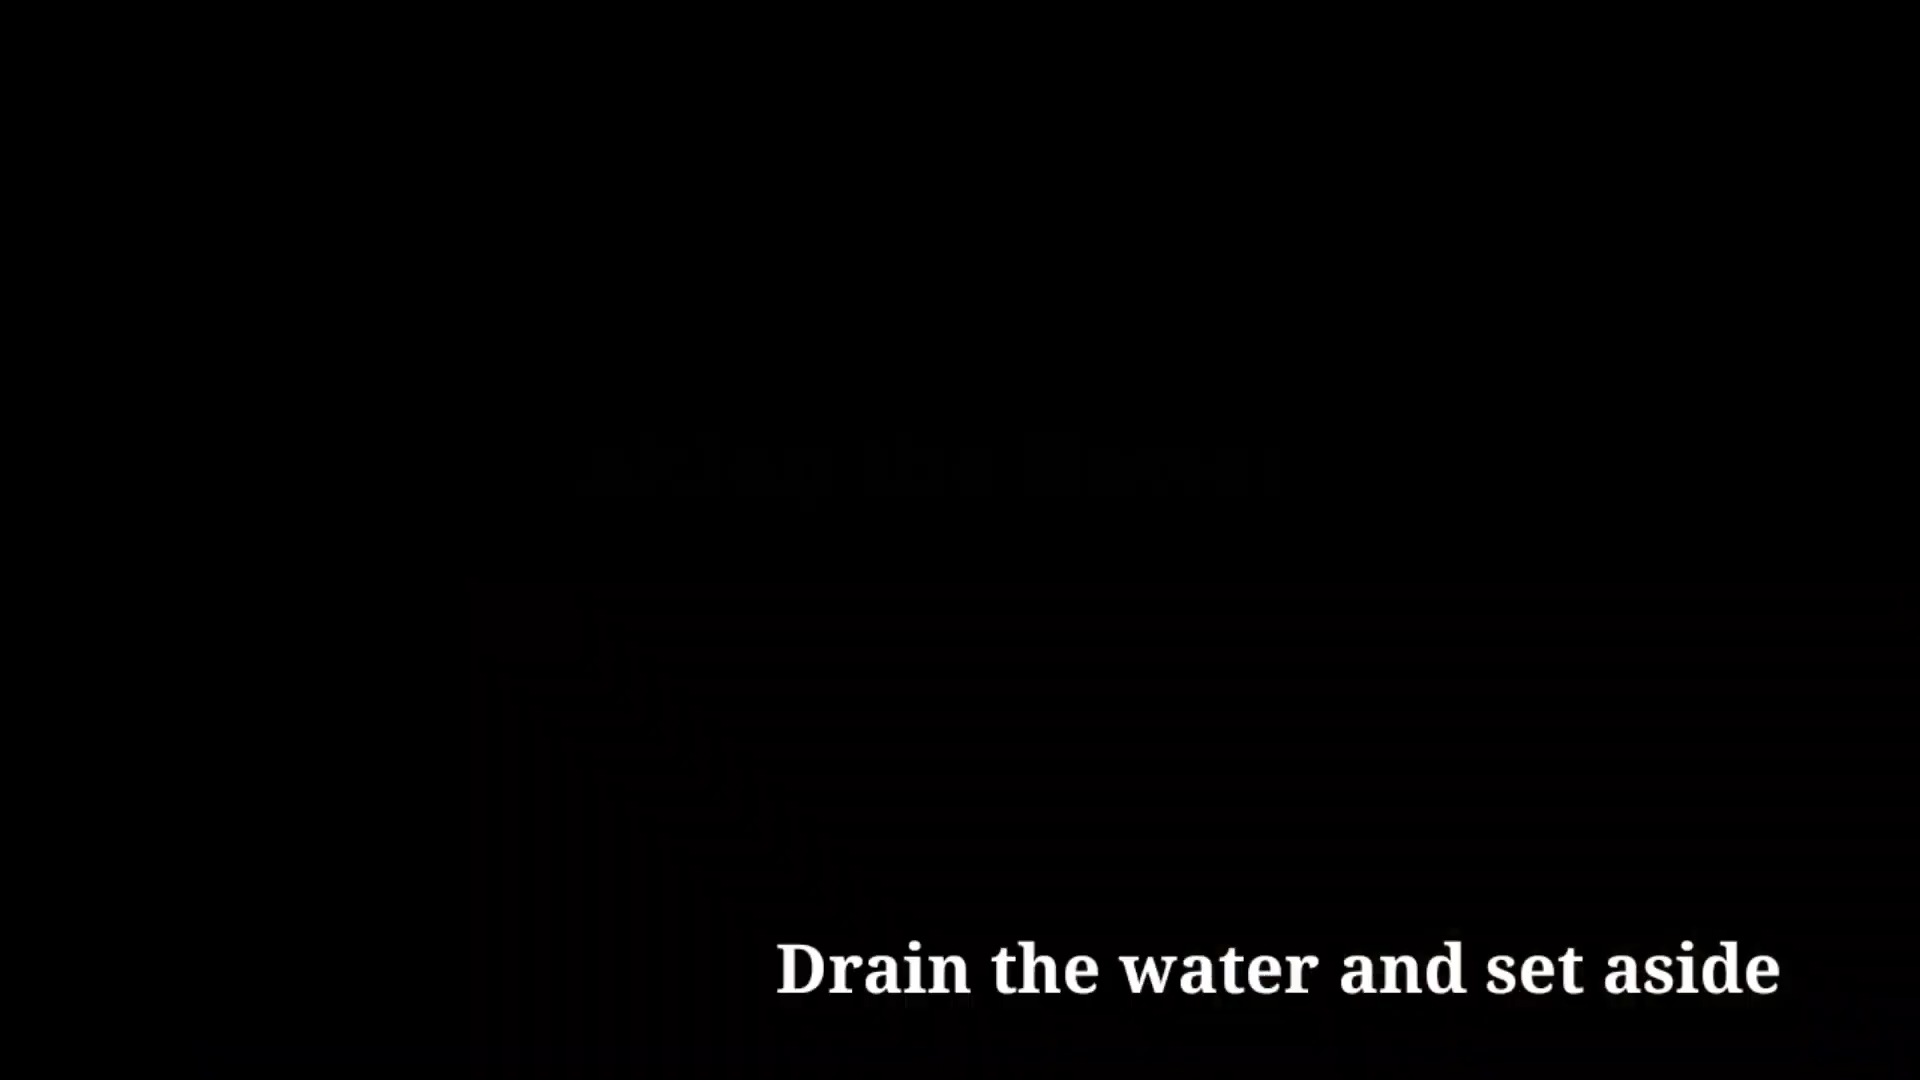 Drain the water and set aside